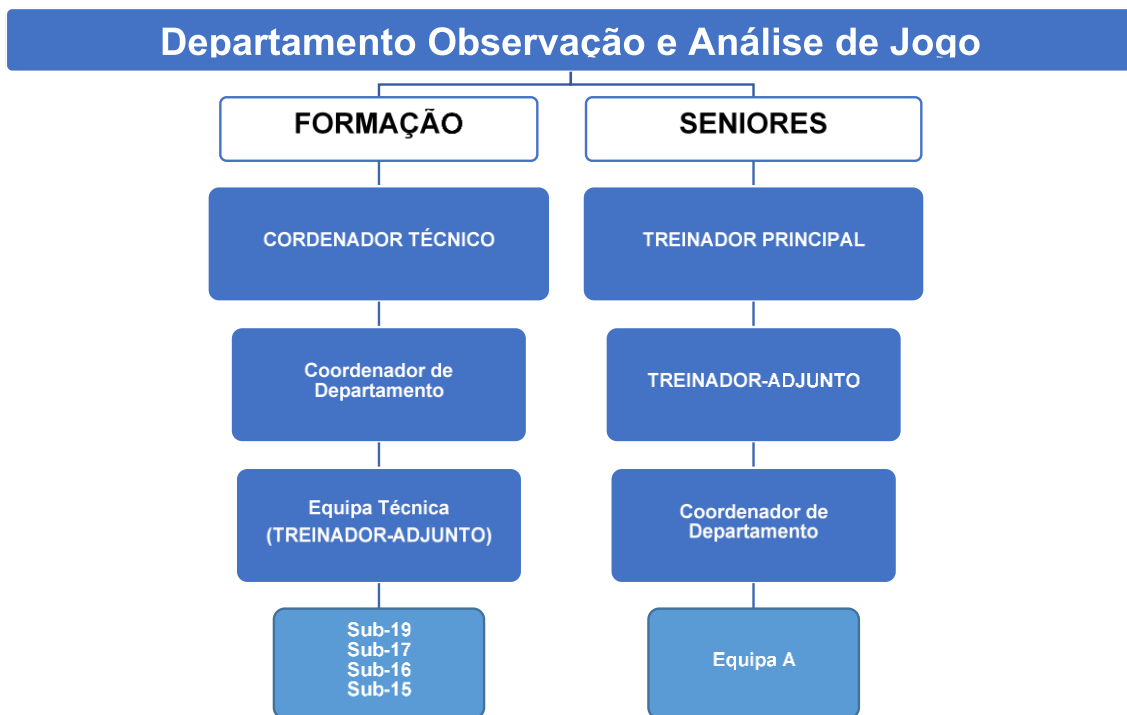 Departamento Observação e Análise de Jogo
FORMAÇÃO
SENIORES
CORDENADOR TÉCNICO
TREINADOR PRINCIPAL
Coordenador de
Departamento
TREINADOR-ADJUNTO
Equipa Técnica
(TREINADOR-ADJUNTO)
Coordenador de
Departamento
Sub-19
Sub-17
Sub-16
Sub-15
Equipa A